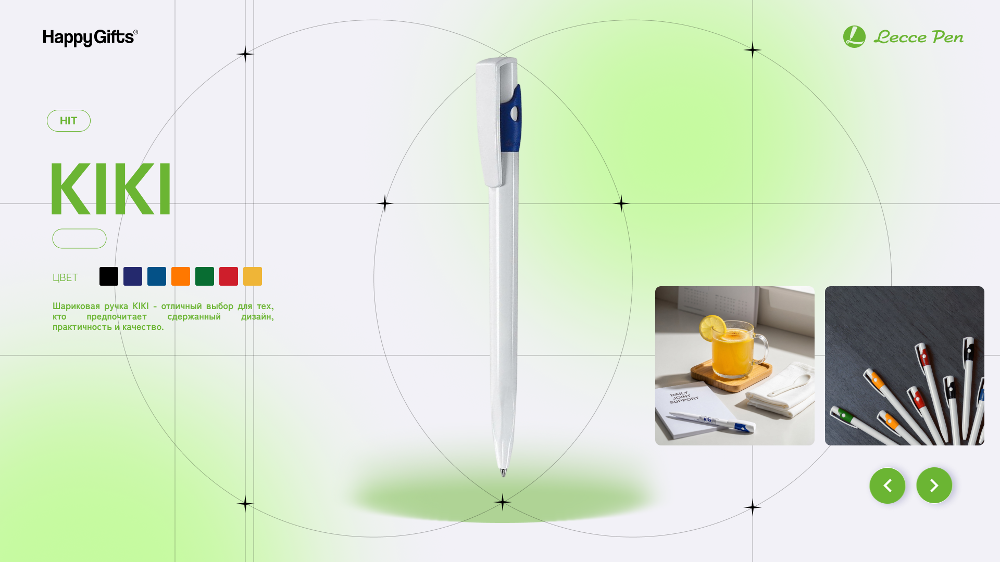 HappyGifts
Lecce Pen
HIT
KIKI
ЦВЕТ
Шариковая ручка KIKI - отличный выбор для тех,
кто предпочитает сдержанный дизайн,
практичность и качество.
DAILY
JOINT
SUPPORT
Kiki